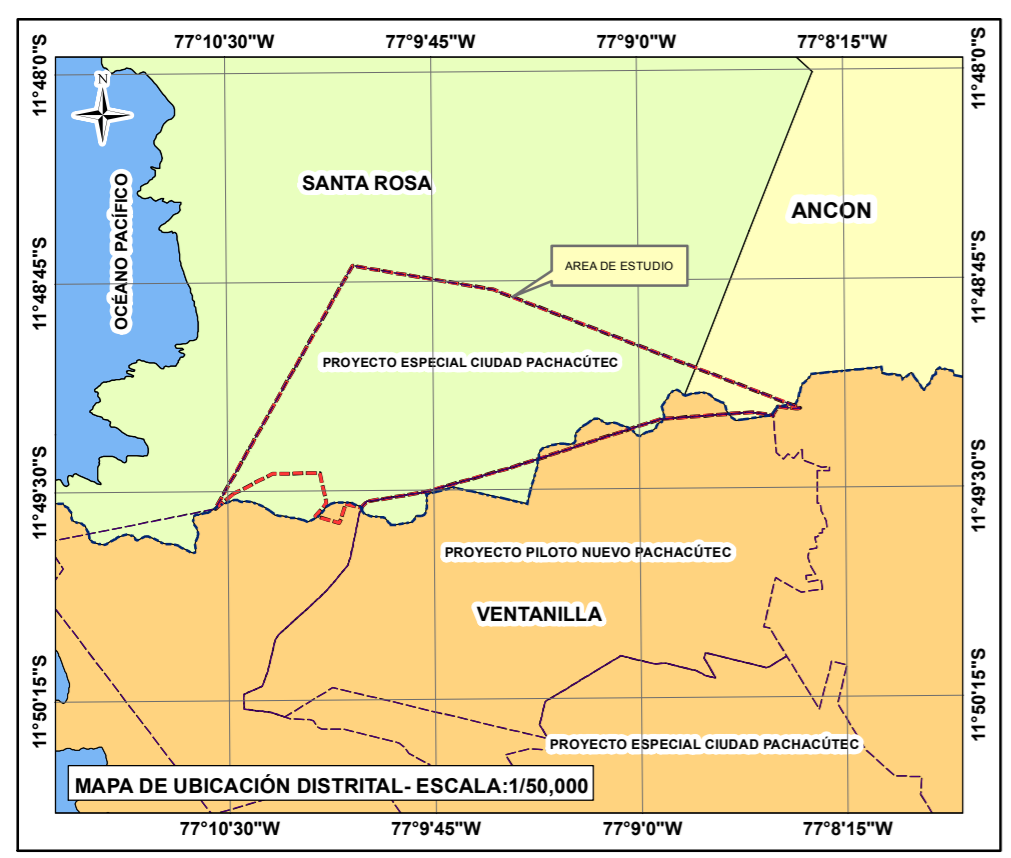 77°10'30"W 77°9'45"W 77°9'0"W 77°8'15"W
11°48'0"S
11°48'0"S
N
SANTA ROSA
ANCON
OCÉANO PACÍFICO
AREA DE ESTUDIO
11°48'45"S
11°48'45"S
PROYECTO ESPECIAL CIUDAD PACHACÚTEC
11°49'30"S
11°49'30"S
PROYECTO PILOTO NUEVO PACHACÚTEC
VENTANILLA
11°50'15"S
11°50'15"S
PROYECTO ESPECIAL CIUDAD PACHACÚTEC
MAPA DE UBICACIÓN DISTRITAL- ESCALA:1/50,000
77°10'30"W 77°9'45"W 77°9'0"W 77°8'15"W